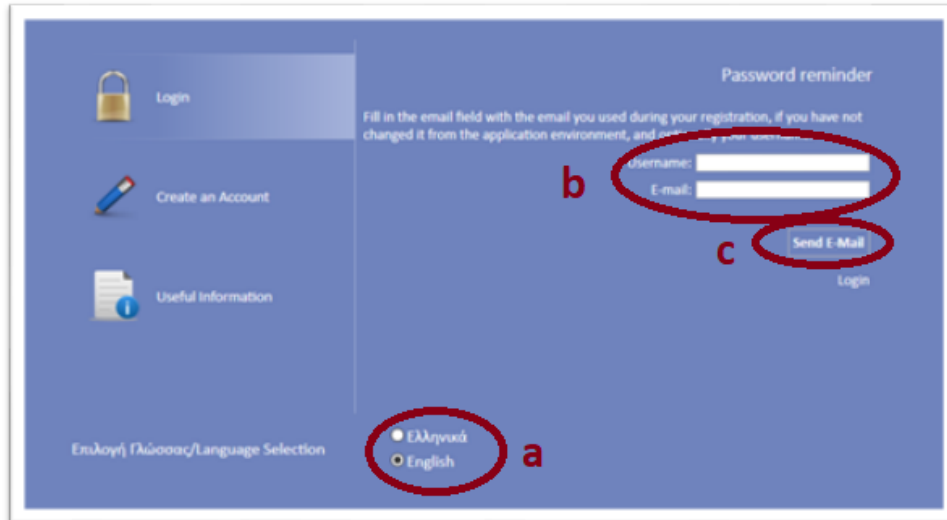 Login
Create an Account
Useful Information
Password reminder
Fill in the email field with the email you used during your registration, if you have not
changed it from the application environment, and your
Username:
b
E-mail:
Send E-Mail
c
Login
Επιλογή Γλώσσας/Language Selection
Ελληνικά
English
a